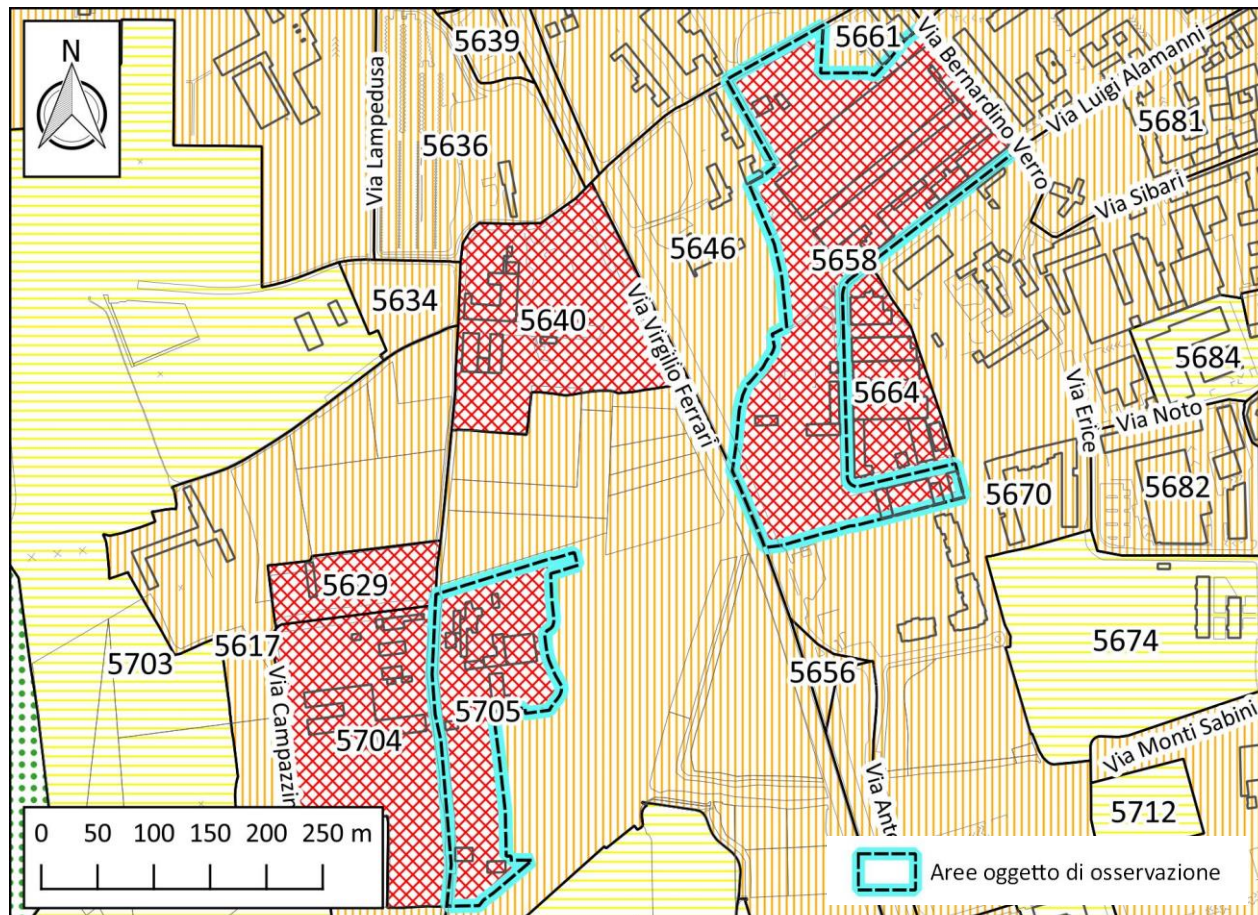 N
5639
5661
Via Bernardino Verro
Via Luigi Alamanni
Via Lampedusa
5636
5681
Via Sibari
5646
5658
5634
5640
Via Virgilio Ferrari
5684
5664
Via Erice
Via Noto
5670
5682
5629
5617
5703
5674
5656
5705
5704
Via Campazzin
Via Monti Sabini
5712
Via Anto
0 50 100 150 200 250 m
Aree oggetto di osservazione